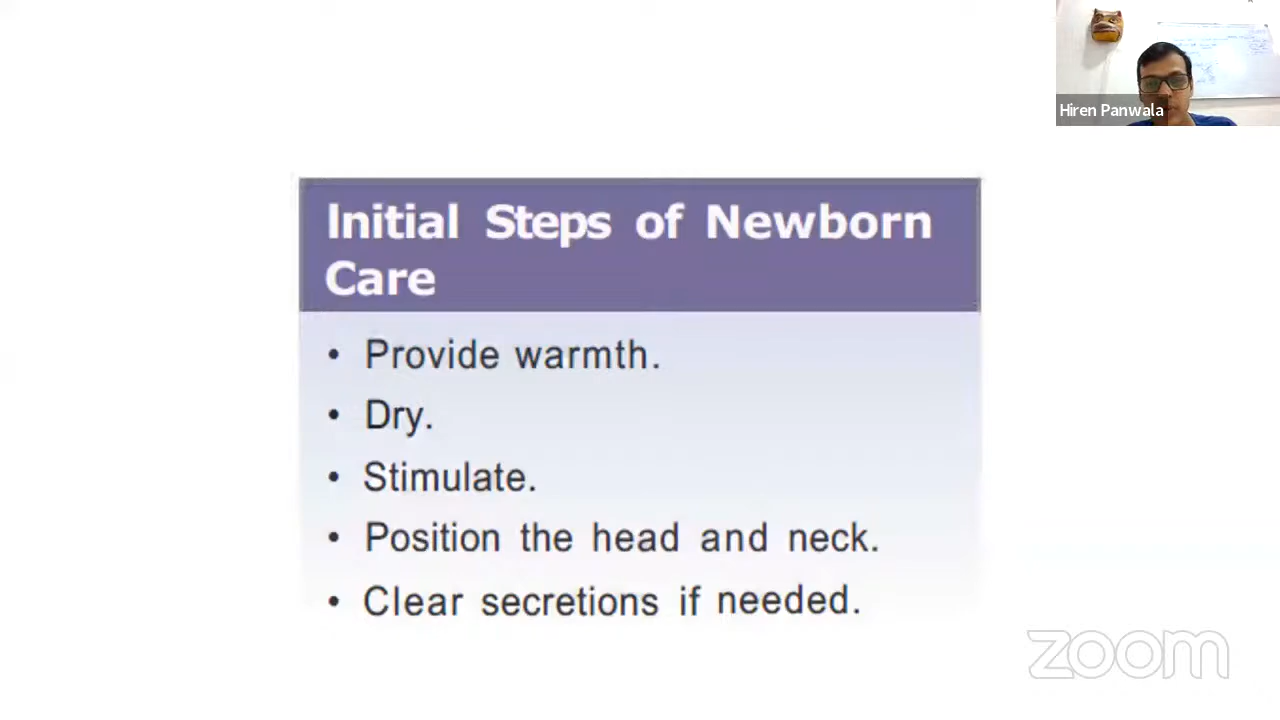 Hiren Panwala
Initial Steps of Newborn
Care
• Provide warmth.
• Dry.
• Stimulate.
• Position the head and neck.
• Clear secretions if needed.
zoom